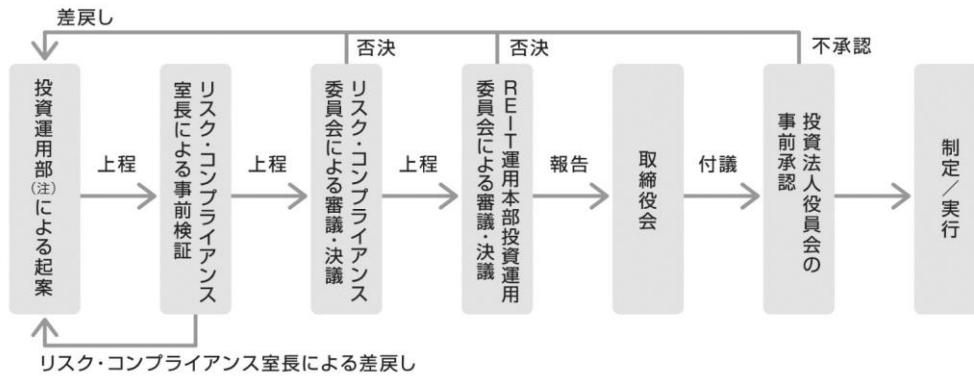 差戻し
否決
否決
不承認
投資運用部
(注)による起案
上程
リスク・コンプライアンス
室長による事前検証
上程
リスク・コンプライアンス
委員会による審議・決議
上程
REIT運用本部投資運用
委員会による審議・決議
報告
取締役会
付議
投資法人役員会の
事前承認
制定／実行
リスク・コンプライアンス室長による差戻し